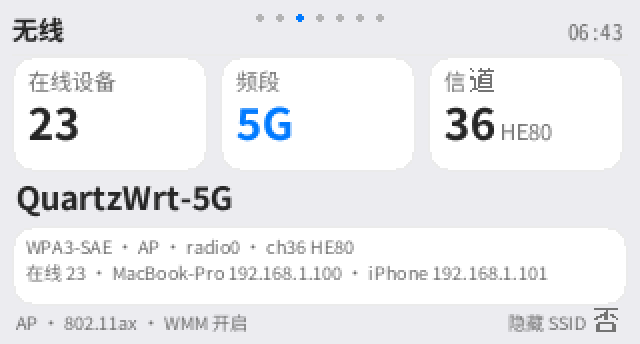 无线
06:43
在线设备
23
频段
5G
信道
36 HE80
QuartzWrt-5G
WPA3-SAE · AP · radio0 · ch36 HE80
在线 23 · MacBook-Pro 192.168.1.100 · iPhone 192.168.1.101
AP · 802.11ax · WMM 开启
隐藏 SSID 否